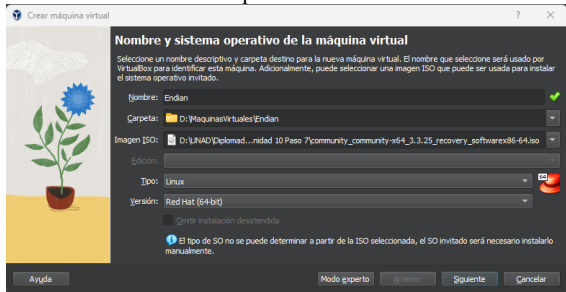 Crear máquina virtual
Nombre y sistema operativo de la máquina virtual
Seleccione un nombre descriptivo y carpeta destino para la nueva máquina virtual. El nombre que seleccione será usado por
VirtualBox para identificar esta máquina. Adicionalmente, puede seleccionar una imagen ISO que puede ser usada para instalar
el sistema operativo invitado.
Nombre: Endian
Carpeta: D:\MaquinasVirtuales\Endian
Imagen ISO: D:\UNAD\Diplomad...nidad 10 Paso 7\community_community-x64_3.3.25_recovery_softwarex86-64.iso
Edición:
Tipo: Linux
64
Versión: Red Hat (64-bit)
Omitir instalación desatendida
El tipo de SO no se puede determinar a partir de la ISO seleccionada, el SO invitado será necesario instalarlo
manualmente.
Ayuda Modo experto Anterior Siguiente Cancelar